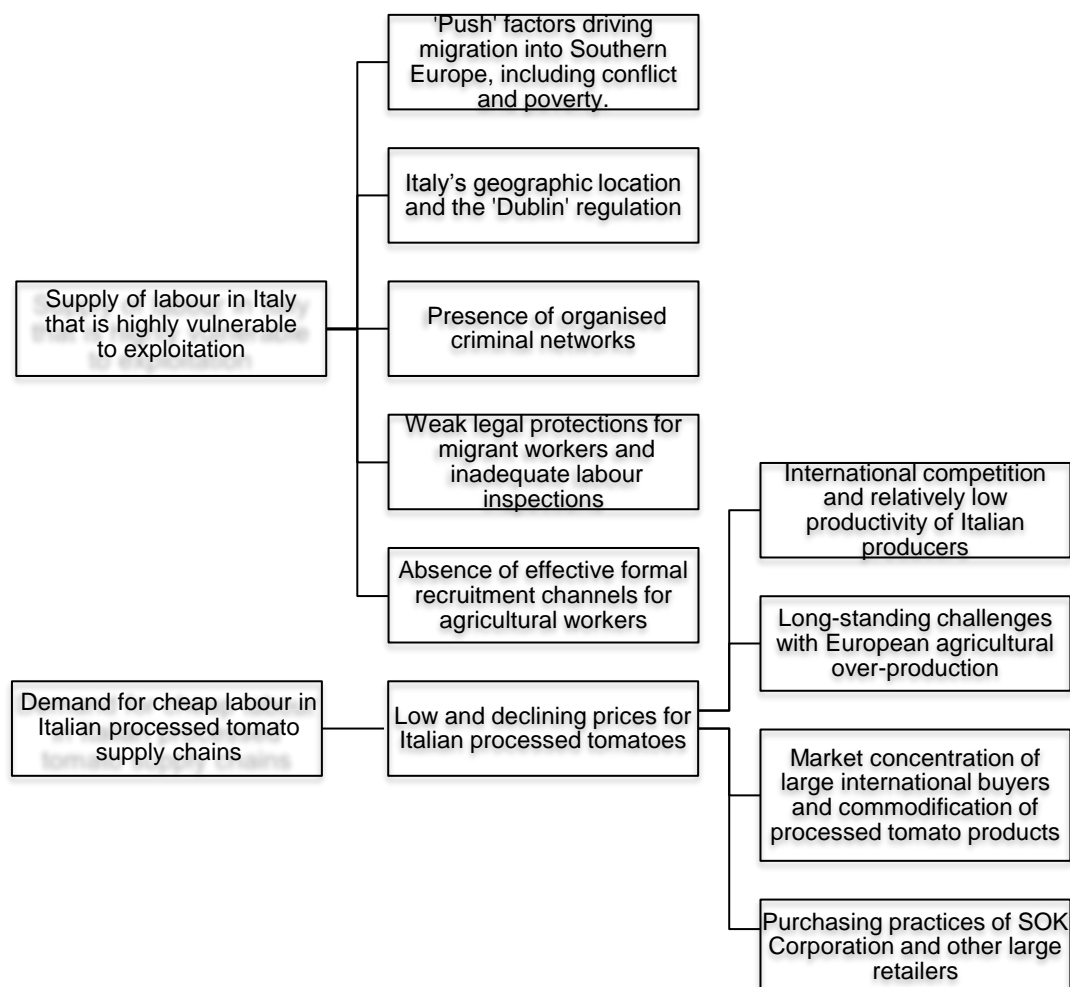 'Push' factors driving
migration into Southern
Europe, including conflict
and poverty.
Italy’s geographic location
and the 'Dublin' regulation
Supply of labour in Italy
that is highly vulnerable
to exploitation
Presence of organised
criminal networks
Weak legal protections for
migrant workers and
inadequate labour
inspections
Absence of effective formal
recruitment channels for
agricultural workers
Demand for cheap labour in
Italian processed tomato
supply chains
Low and declining prices for
Italian processed tomatoes
International competition
and relatively low
productivity of Italian
producers
Long-standing challenges
with European agricultural
over-production
Market concentration of
large international buyers
and commodification of
processed tomato products
Purchasing practices of SOK
Corporation and other large
retailers